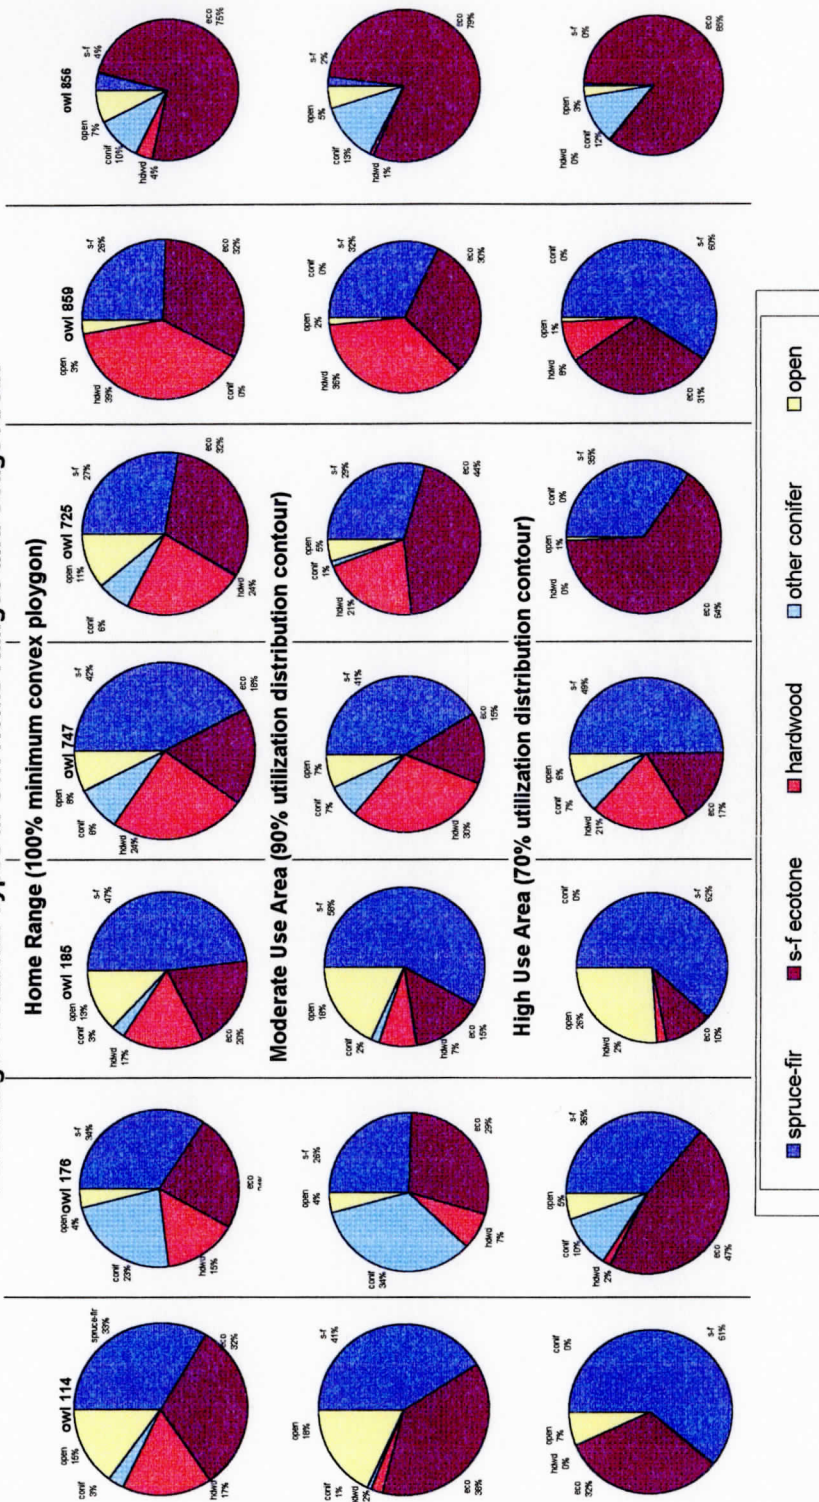 Home Range (100% minimum convex ploygon)
owl 114
owl 176
owl 185
owl 747
owl 725
owl 859
owl 856
spruce-fir
33%
eco
32%
hdwd
17%
conif
3%
open
15%
s-f
34%
eco
hdwd
15%
conif
23%
open
4%
s-f
47%
eco
20%
hdwd
17%
conif
3%
open
13%
s-f
42%
eco
18%
hdwd
24%
conif
8%
open
8%
s-f
27%
eco
32%
hdwd
24%
conif
6%
open
11%
s-f
26%
eco
32%
conif
0%
hdwd
39%
open
3%
s-f
4%
eco
75%
hdwd
4%
conif
10%
open
7%
Moderate Use Area (90% utilization distribution contour)
s-f
41%
eco
38%
hdwd
2%
conif
1%
open
18%
s-f
26%
eco
29%
hdwd
7%
conif
34%
open
4%
s-f
58%
eco
15%
hdwd
7%
conif
2%
open
18%
s-f
41%
eco
15%
hdwd
30%
conif
7%
open
7%
s-f
29%
eco
44%
hdwd
21%
conif
1%
open
5%
s-f
32%
eco
30%
conif
0%
hdwd
36%
open
2%
s-f
2%
eco
79%
hdwd
1%
conif
13%
open
5%
High Use Area (70% utilization distribution contour)
conif
0%
s-f
61%
eco
32%
hdwd
0%
open
7%
s-f
36%
eco
47%
hdwd
2%
conif
10%
open
5%
conif
0%
s-f
62%
eco
10%
hdwd
2%
open
26%
s-f
49%
eco
17%
hdwd
21%
conif
7%
open
6%
conif
0%
s-f
35%
eco
64%
hdwd
0%
open
1%
conif
0%
s-f
60%
eco
31%
hdwd
8%
open
1%
s-f
0%
eco
85%
hdwd
0%
conif
12%
open
3%
spruce-fir
s-f ecotone
hardwood
other conifer
open